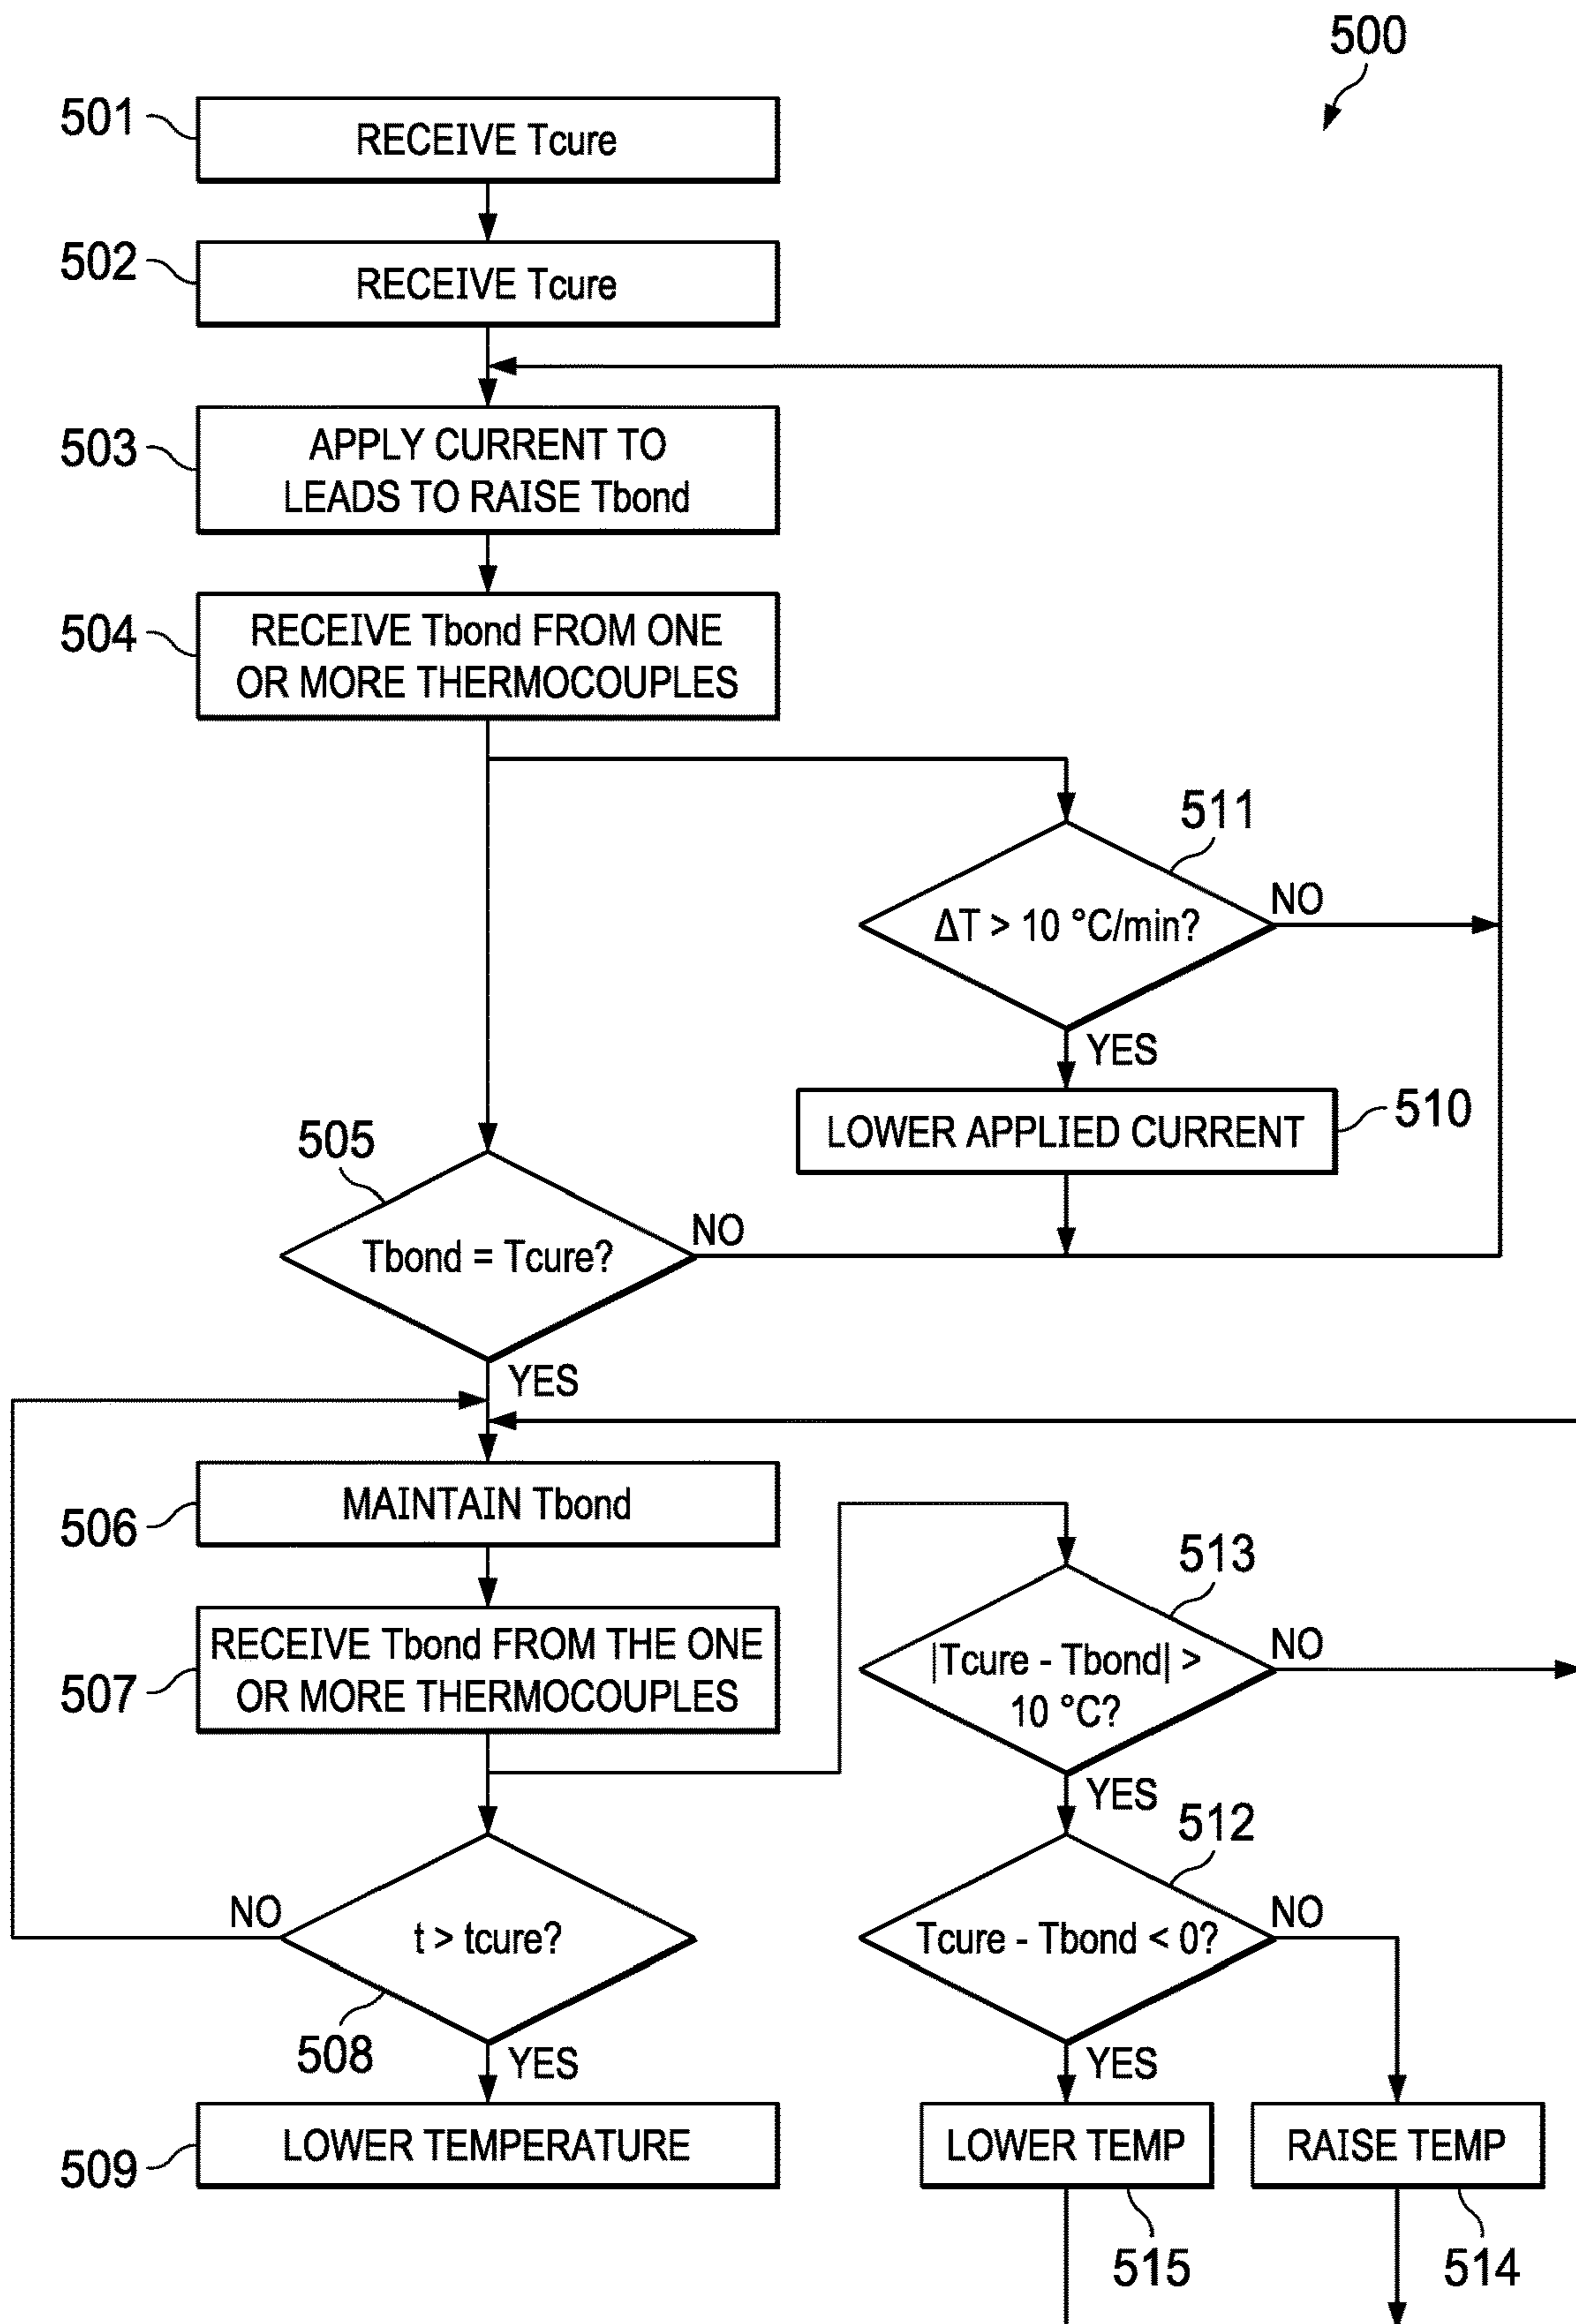 500
501
RECEIVE Tcure
502
RECEIVE Tcure
503
APPLY CURRENT TO
LEADS TO RAISE Tbond
504
RECEIVE Tbond FROM ONE
OR MORE THERMOCOUPLES
511
ΔT > 10 °C/min?
NO
YES
LOWER APPLIED CURRENT
510
505
Tbond = Tcure?
NO
YES
506
MAINTAIN Tbond
507
RECEIVE Tbond FROM THE ONE
OR MORE THERMOCOUPLES
513
|Tcure - Tbond| >
10 °C?
NO
YES
512
Tcure - Tbond < 0?
NO
YES
NO
t > tcure?
508
YES
509
LOWER TEMPERATURE
LOWER TEMP
515
RAISE TEMP
514